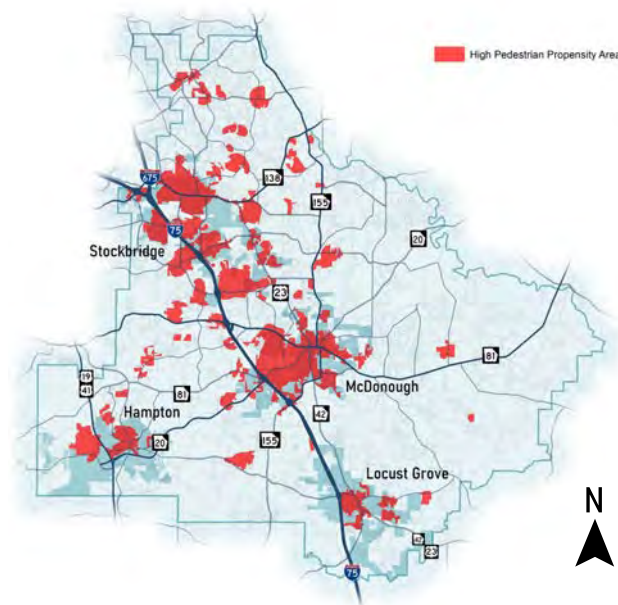 High Pedestrian Propensity Area
675
138
155
75
20
Stockbridge
23
81
McDonough
19
41
81
Hampton
42
20
155
Locust Grove
N
42
23
75